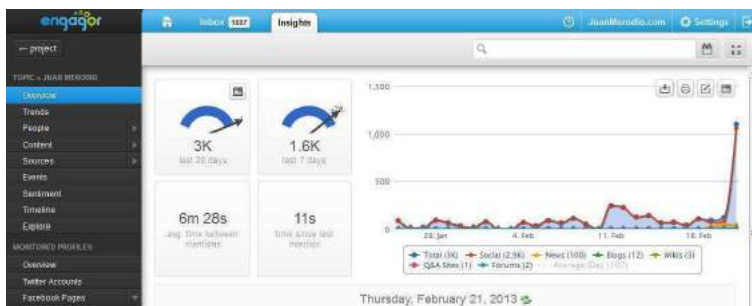 engagor
Inbox 1887
Insights
JuanMerodio.com
Settings
← project
TOPIC » JUAN MERODIO
Overview
Trends
People
Content
Sources
Events
Sentiment
Timeline
Explore
MONITORED PROFILES
Overview
Twitter Accounts
Facebook Pages
3K
last 28 days
1.6K
last 7 days
6m 28s
avg. time between
mentions
11s
time since last
mention
1,100
1,000
500
0
28. Jan
4. Feb
11. Feb
18. Feb
Total (3K)
Social (2,9K)
News (100)
Blogs (12)
Wikis (3)
Q&A Sites (1)
Forums (2)
Average/Day (107)
Thursday, February 21, 2013